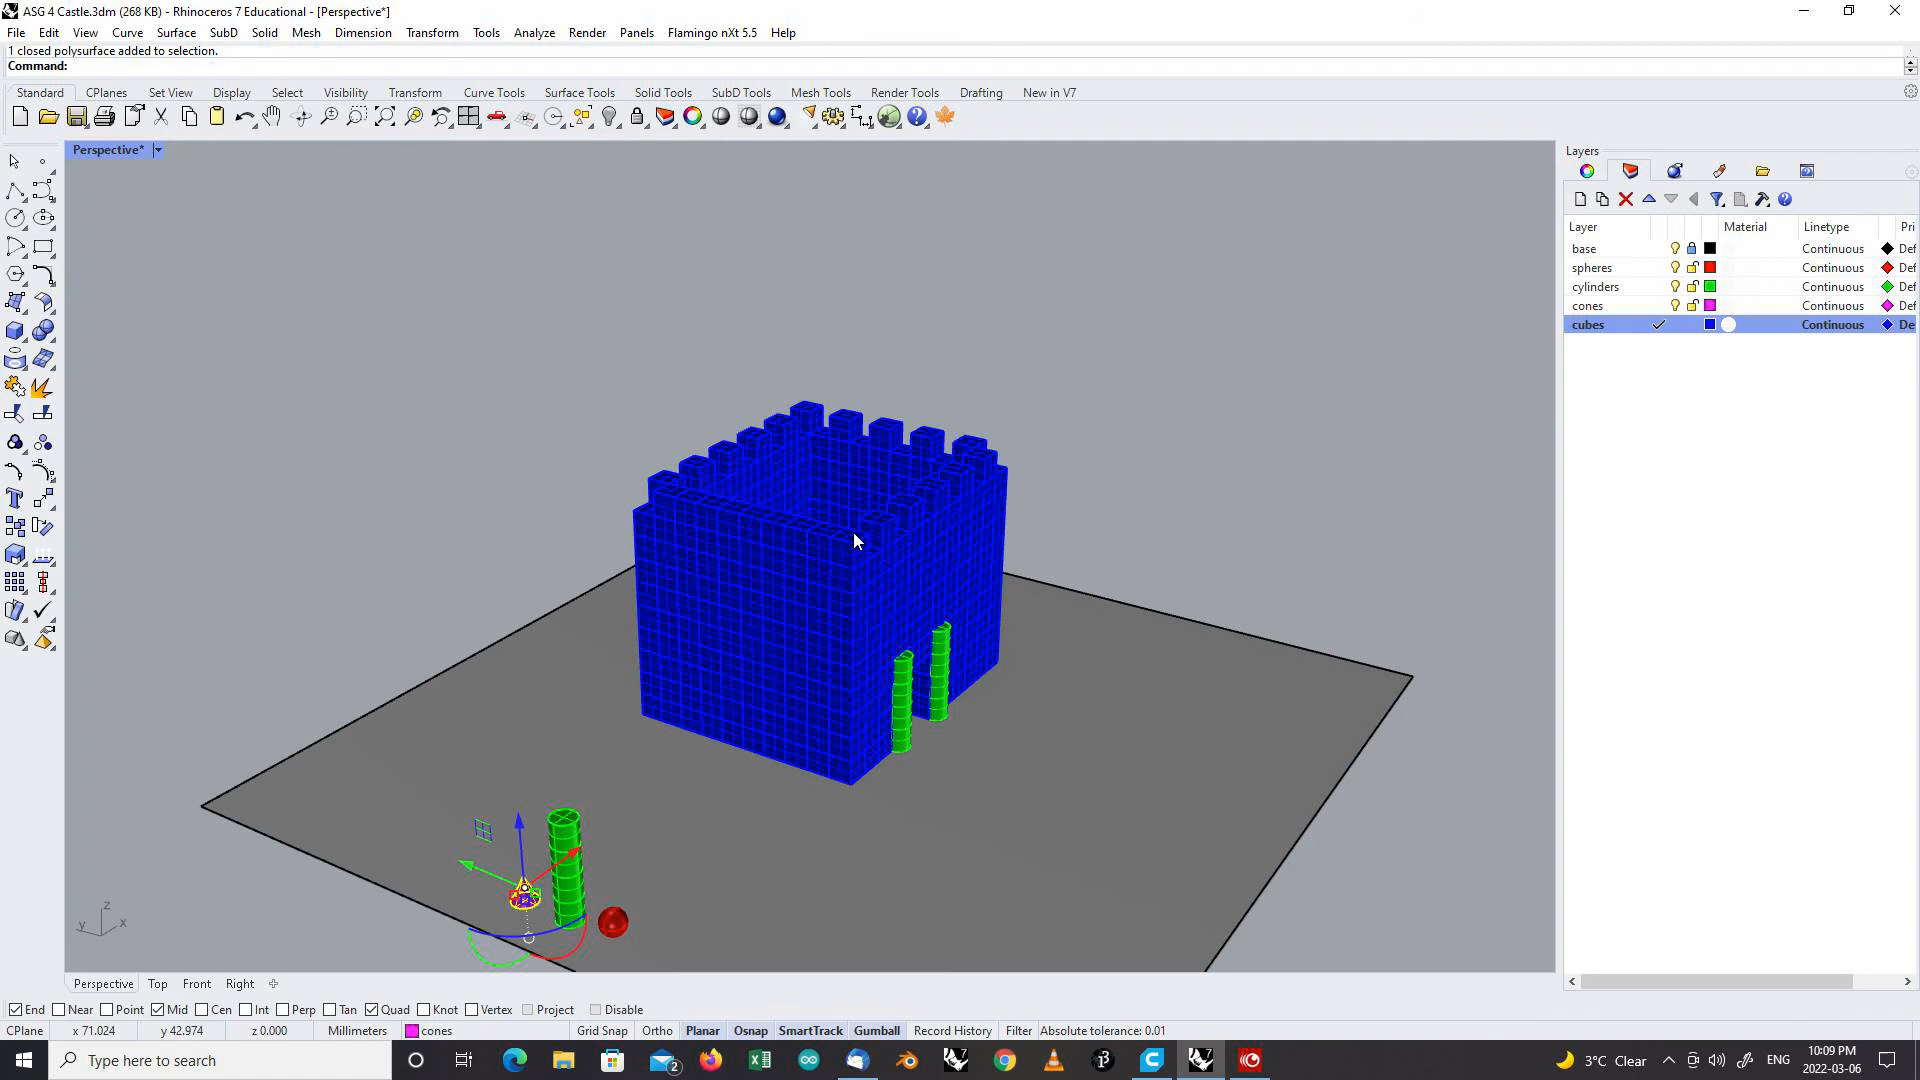 ASG 4 Castle.3dm (268 KB) - Rhinoceros 7 Educational - [Perspective*]
File Edit View Curve Surface SubD Solid Mesh Dimension Transform Tools Analyze Render Panels Flamingo nXt 5.5 Help
1 closed polysurface added to selection.
Command:
Standard CPlanes Set View Display Select Visibility Transform Curve Tools Surface Tools Solid Tools SubD Tools Mesh Tools Render Tools Drafting New in V7
Perspective*
Layers
Layer Material Linetype Pri
base Continuous Def
spheres Continuous Def
cylinders Continuous Def
cones Continuous Def
cubes Continuous De
z
y x
Perspective Top Front Right
End Near Point Mid Cen Int Perp Tan Quad Knot Vertex Project Disable
CPlane x 71.024 y 42.974 z 0.000 Millimeters cones Grid Snap Ortho Planar Osnap SmartTrack Gumball Record History Filter Absolute tolerance: 0.01
Type here to search
2
3°C Clear
ENG
10:09 PM
2022-03-06